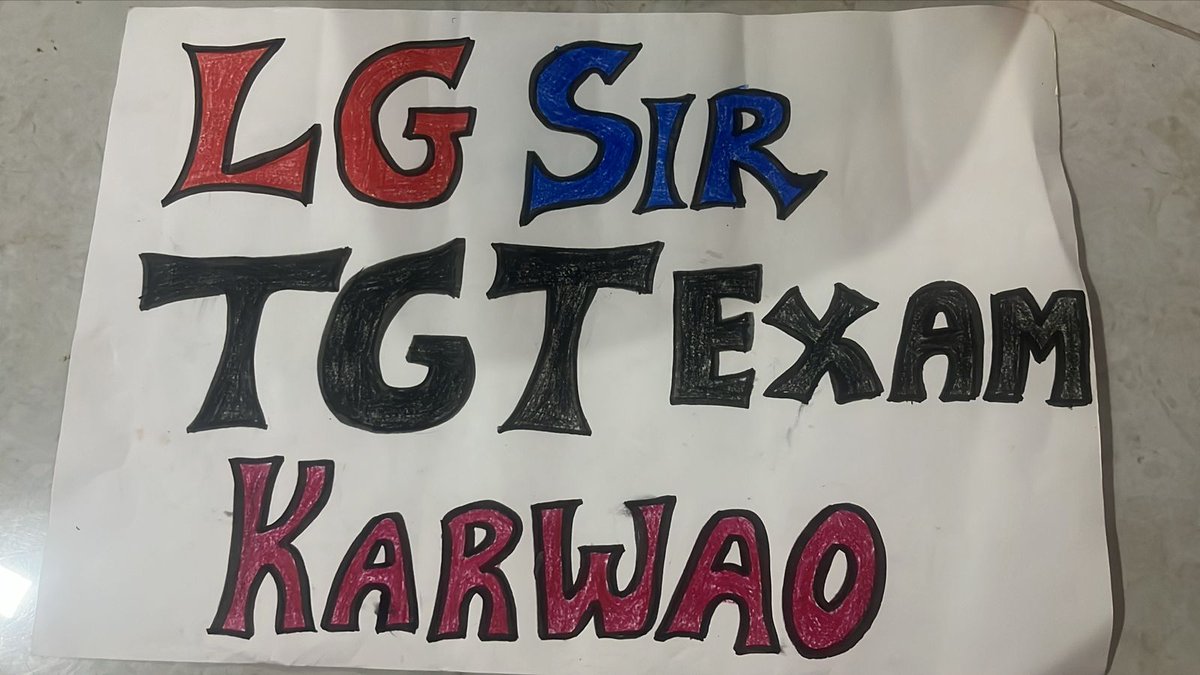 LG SIR
TGT EXAM
KARWAO